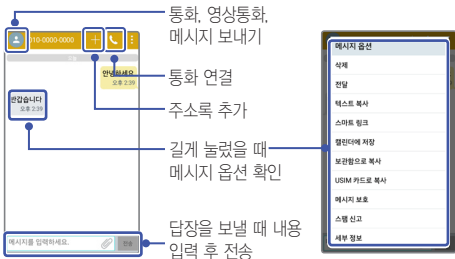 통화, 영상통화,
메시지 보내기
010-0000-0000
안녕하세요
오후 2:39
통화 연결
반갑습니다
오후 2:39
주소록 추가
길게 눌렀을 때
메시지 옵션 확인
답장을 보낼 때 내용
입력 후 전송
메시지를 입력하세요.
전송
메시지 옵션
삭제
전달
텍스트 복사
스마트 링크
캘린더에 저장
보관함으로 복사
USIM 카드로 복사
메시지 보호
스팸 신고
세부 정보